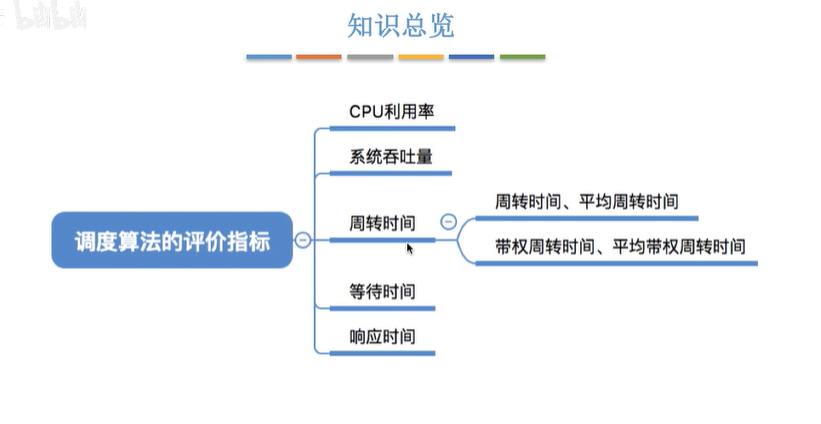 知识总览
CPU利用率
系统吞吐量
周转时间
周转时间、平均周转时间
带权周转时间、平均带权周转时间
调度算法的评价指标
等待时间
响应时间